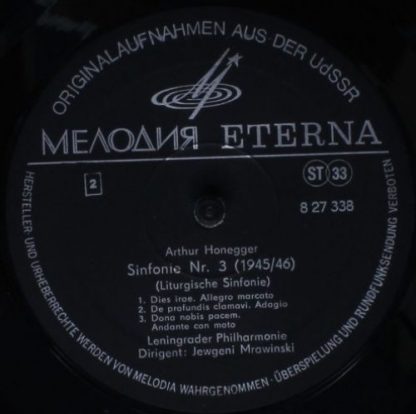 ORIGINALAUFNAHMEN AUS DER UdSSR
МЕЛОДИЯ ETERNA
2
ST 33
8 27 338
Arthur Honegger
Sinfonie Nr. 3 (1945/46)
(Liturgische Sinfonie)
1. Dies irae. Allegro marcato
2. De profundis clamavi. Adagio
3. Dona nobis pacem.
Andante con moto
Leningrader Philharmonie
Dirigent: Jewgeni Mrawinski
HERSTELLER- UND URHEBERRECHTE WERDEN VON MELODIA WAHRGENOMMEN · ÜBERSPIELUNG UND RUNDFUNKSENDUNG VERBOTEN